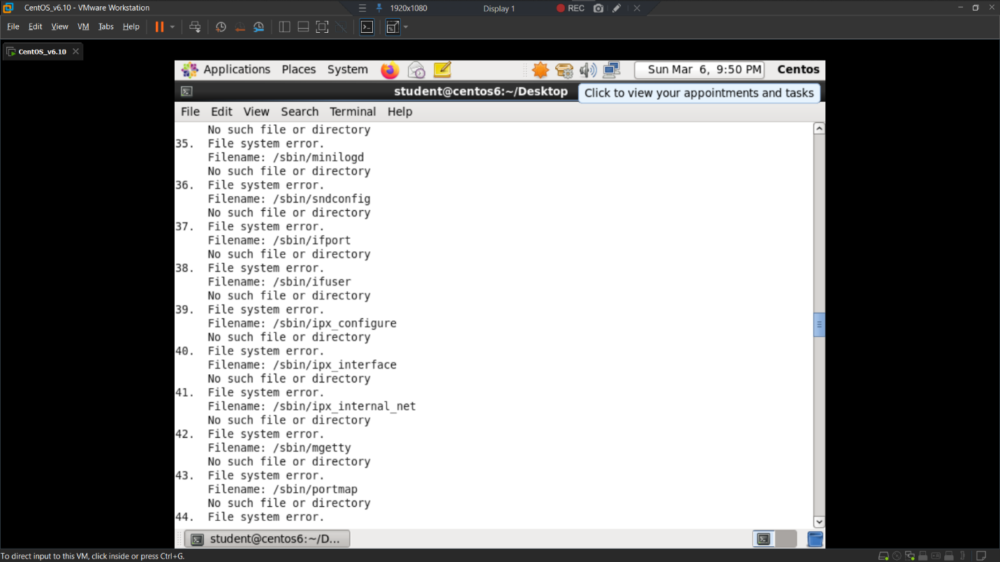 CentOS_v6.10 - VMware Workstation
1920x1080
Display 1
REC
File Edit View VM Tabs Help
CentOS_v6.10
Applications Places System
Sun Mar 6, 9:50 PM
Centos
student@centos6:~/Desktop
Click to view your appointments and tasks
File Edit View Search Terminal Help
No such file or directory
35. File system error.
Filename: /sbin/minilogd
No such file or directory
36. File system error.
Filename: /sbin/sndconfig
No such file or directory
37. File system error.
Filename: /sbin/ifport
No such file or directory
38. File system error.
Filename: /sbin/ifuser
No such file or directory
39. File system error.
Filename: /sbin/ipx_configure
No such file or directory
40. File system error.
Filename: /sbin/ipx_interface
No such file or directory
41. File system error.
Filename: /sbin/ipx_internal_net
No such file or directory
42. File system error.
Filename: /sbin/mgetty
No such file or directory
43. File system error.
Filename: /sbin/portmap
No such file or directory
44. File system error.
student@centos6:~/D...
To direct input to this VM, click inside or press Ctrl+G.